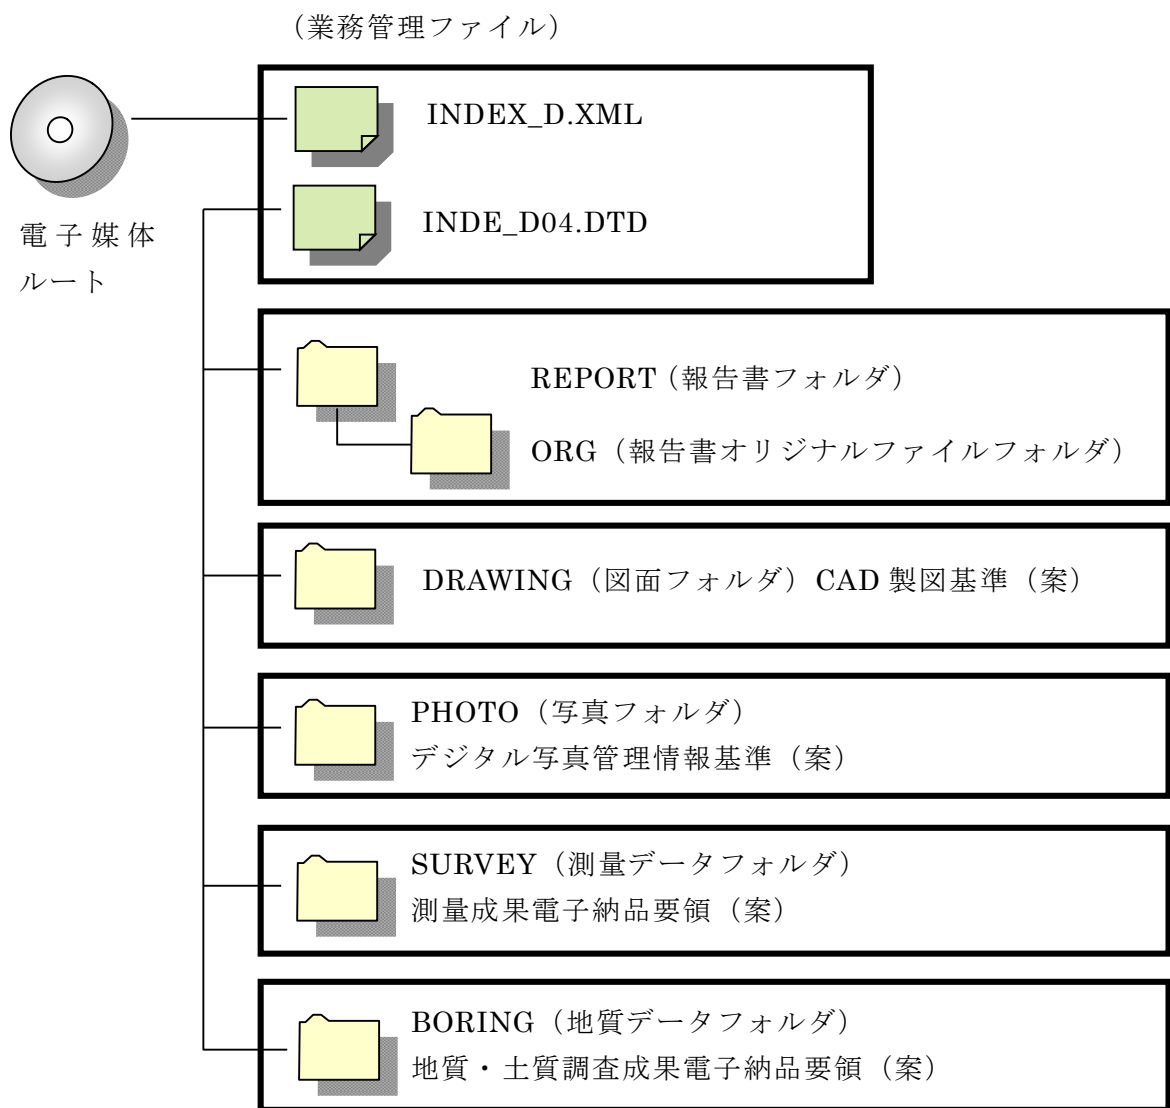 （業務管理ファイル）
INDEX_D.XML
INDE_D04.DTD
電子媒体
ルート
REPORT（報告書フォルダ）
ORG（報告書オリジナルファイルフォルダ）
DRAWING（図面フォルダ）CAD 製図基準（案）
PHOTO（写真フォルダ）
デジタル写真管理情報基準（案）
SURVEY（測量データフォルダ）
測量成果電子納品要領（案）
BORING（地質データフォルダ）
地質・土質調査成果電子納品要領（案）